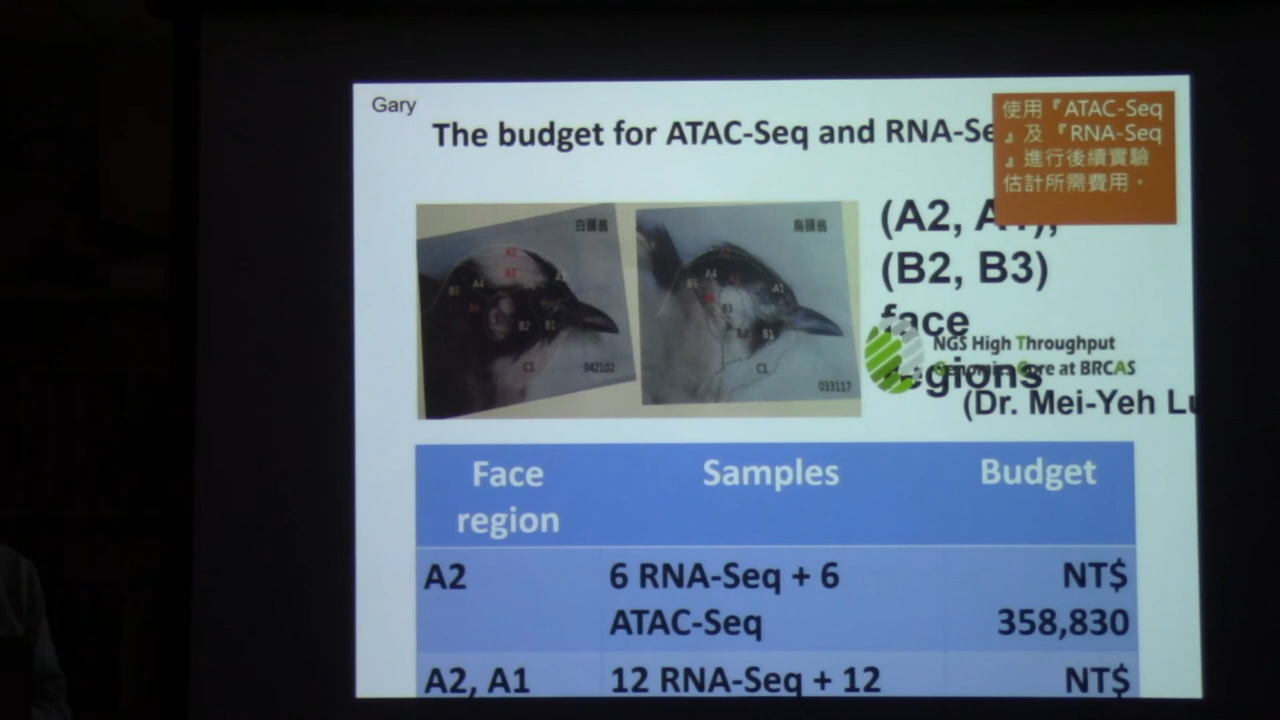 Gary
The budget for ATAC-Seq and RNA-Se
使用『ATAC-Seq
』及『RNA-Seq
』進行後續實驗
估計所需費用。
白頭翁
A2
A3
A4
A1
B3
B2
B1
C1
042102
烏頭翁
A4
A1
B3
B1
C1
033117
(A2, A1),
(B2, B3)
face
regions
NGS High Throughput
Genomics Core at BRCAS
(Dr. Mei-Yeh Lu
Face
region
Samples
Budget
A2
6 RNA-Seq + 6
ATAC-Seq
NT$
358,830
A2, A1
12 RNA-Seq + 12
NT$